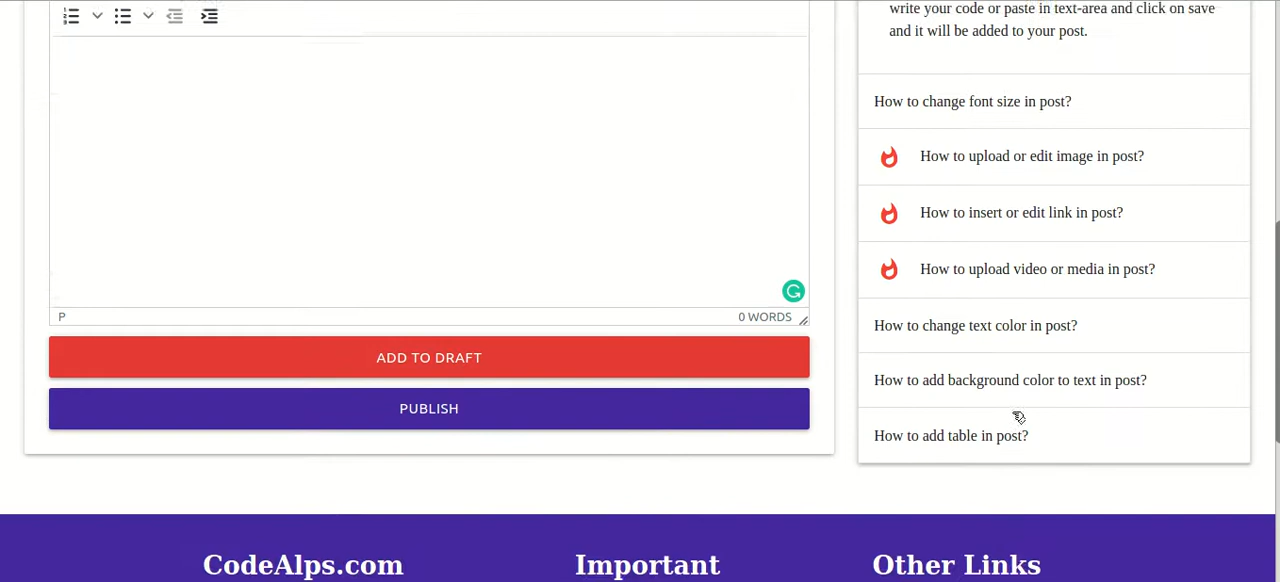 write your code or paste in text-area and click on save
and it will be added to your post.
How to change font size in post?
How to upload or edit image in post?
How to insert or edit link in post?
How to upload video or media in post?
P
0 WORDS
How to change text color in post?
ADD TO DRAFT
How to add background color to text in post?
PUBLISH
How to add table in post?
CodeAlps.com
Important
Other Links